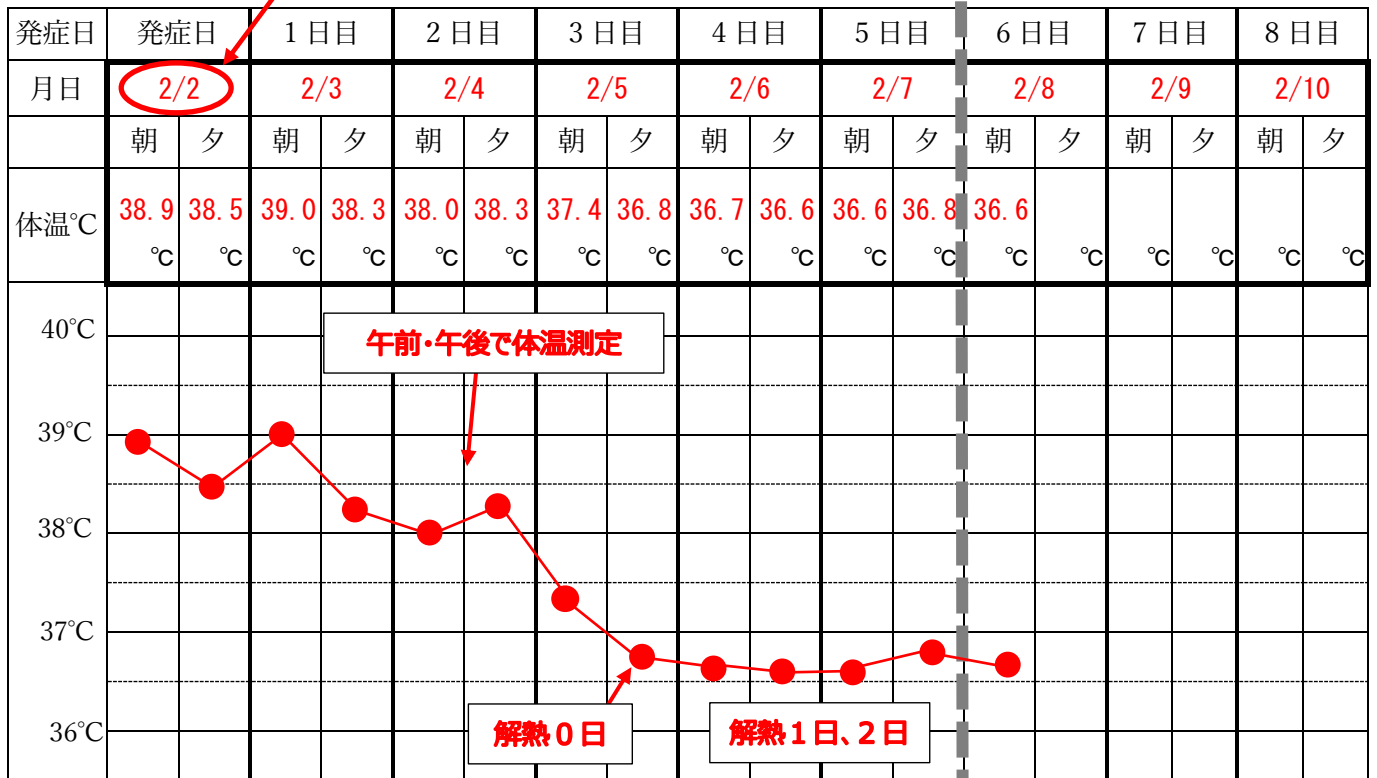 発症日 発症日 1日目 2日目 3日目 4日目 5日目 6日目 7日目 8日目
月日 2/2 2/3 2/4 2/5 2/6 2/7 2/8 2/9 2/10
朝 夕 朝 夕 朝 夕 朝 夕 朝 夕 朝 夕 朝 夕 朝 夕 朝 夕
体温℃ 38.9 38.5 39.0 38.3 38.0 38.3 37.4 36.8 36.7 36.6 36.6 36.8 36.6
℃ ℃ ℃ ℃ ℃ ℃ ℃ ℃ ℃ ℃ ℃ ℃ ℃ ℃ ℃ ℃ ℃ ℃
40℃
午前・午後で体温測定
39℃
38℃
37℃
解熱0日 解熱1日、2日
36℃